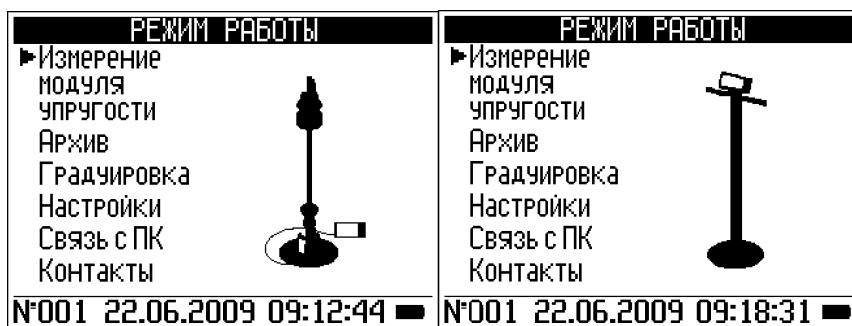 РЕЖИМ РАБОТЫ
Измерение
модуля
упругости
Архив
Градуировка
Настройки
Связь с ПК
Контакты
№001 22.06.2009 09:12:44
РЕЖИМ РАБОТЫ
Измерение
модуля
упругости
Архив
Градуировка
Настройки
Связь с ПК
Контакты
№001 22.06.2009 09:18:31